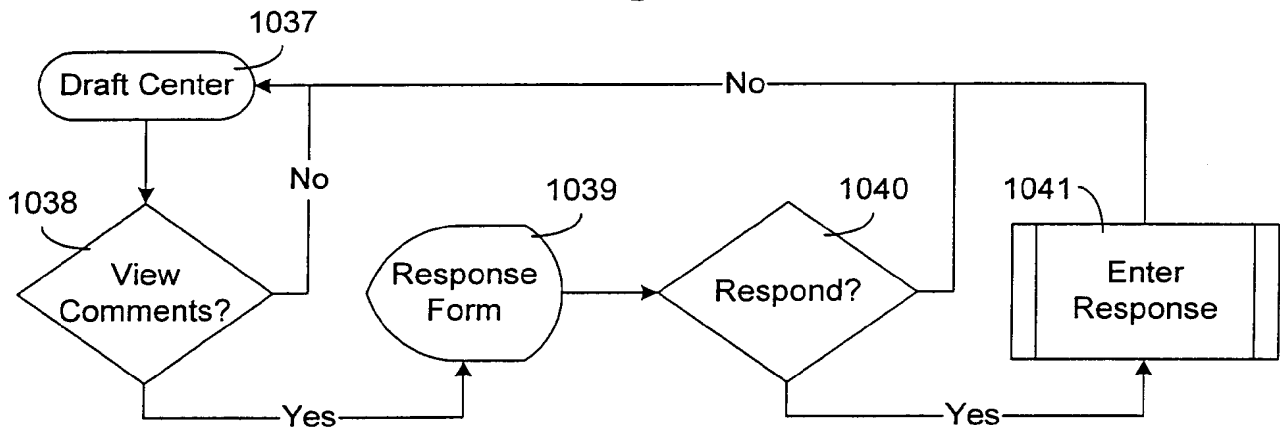 1037
Draft Center
No
No
1038
1039
1040
1041
View
Comments?
Response
Form
Respond?
Enter
Response
Yes
Yes